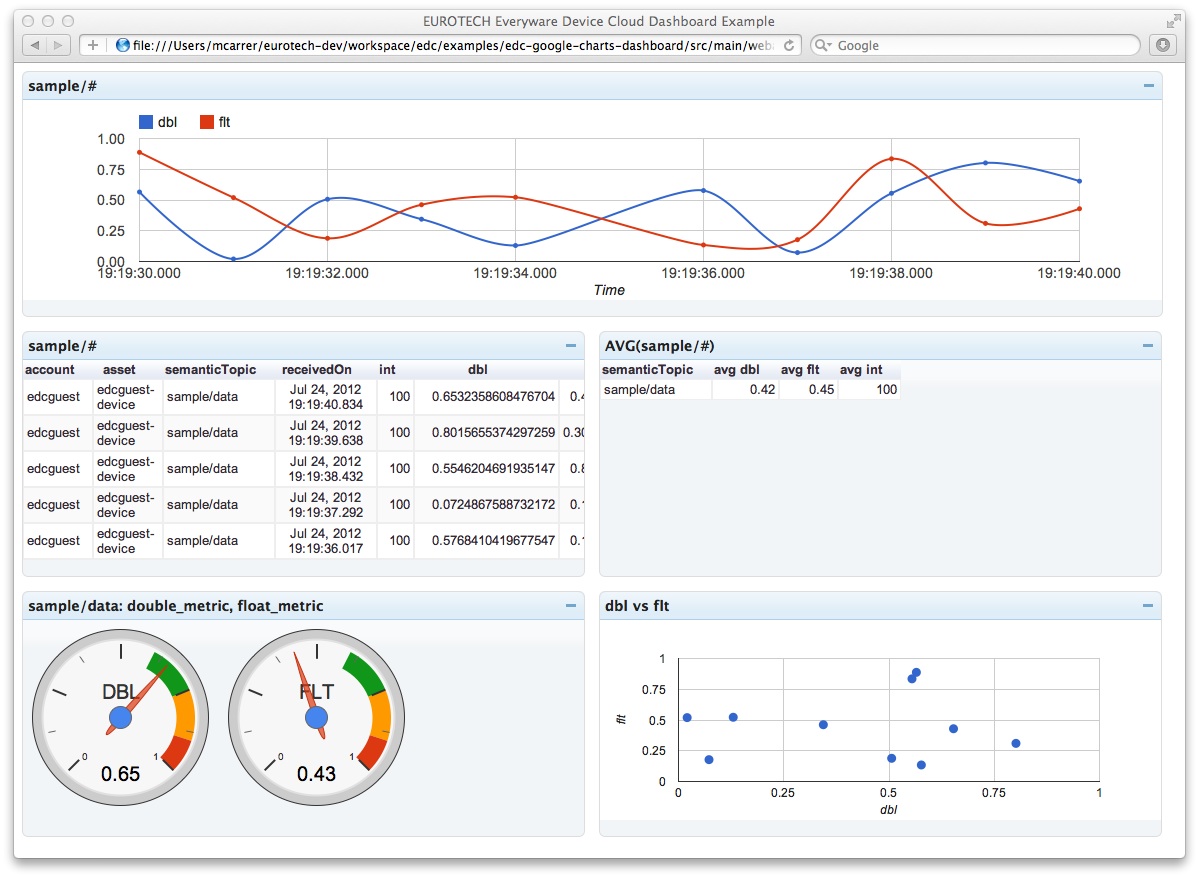 EUROTECH Everyware Device Cloud Dashboard Example
file:///Users/mcarrer/eurotech-dev/workspace/edc/examples/edc-google-charts-dashboard/src/main/web
Google
sample/#
dbl flt
1.00
0.75
0.50
0.25
0.00
19:19:30.000 19:19:32.000 19:19:34.000 19:19:36.000 19:19:38.000 19:19:40.000
Time
sample/#
account asset semanticTopic receivedOn int dbl
edcguest edcguest-device sample/data Jul 24, 2012 19:19:40.834 100 0.6532358608476704 0.4
edcguest edcguest-device sample/data Jul 24, 2012 19:19:39.638 100 0.8015655374297259 0.30
edcguest edcguest-device sample/data Jul 24, 2012 19:19:38.432 100 0.5546204691935147 0.8
edcguest edcguest-device sample/data Jul 24, 2012 19:19:37.292 100 0.0724867588732172 0.1
edcguest edcguest-device sample/data Jul 24, 2012 19:19:36.017 100 0.5768410419677547 0.1
AVG(sample/#)
semanticTopic avg dbl avg flt avg int
sample/data 0.42 0.45 100
sample/data: double_metric, float_metric
DBL
0 1
0.65
FLT
0 1
0.43
dbl vs flt
1
0.75
0.5
0.25
0
flt
0 0.25 0.5 0.75 1
dbl